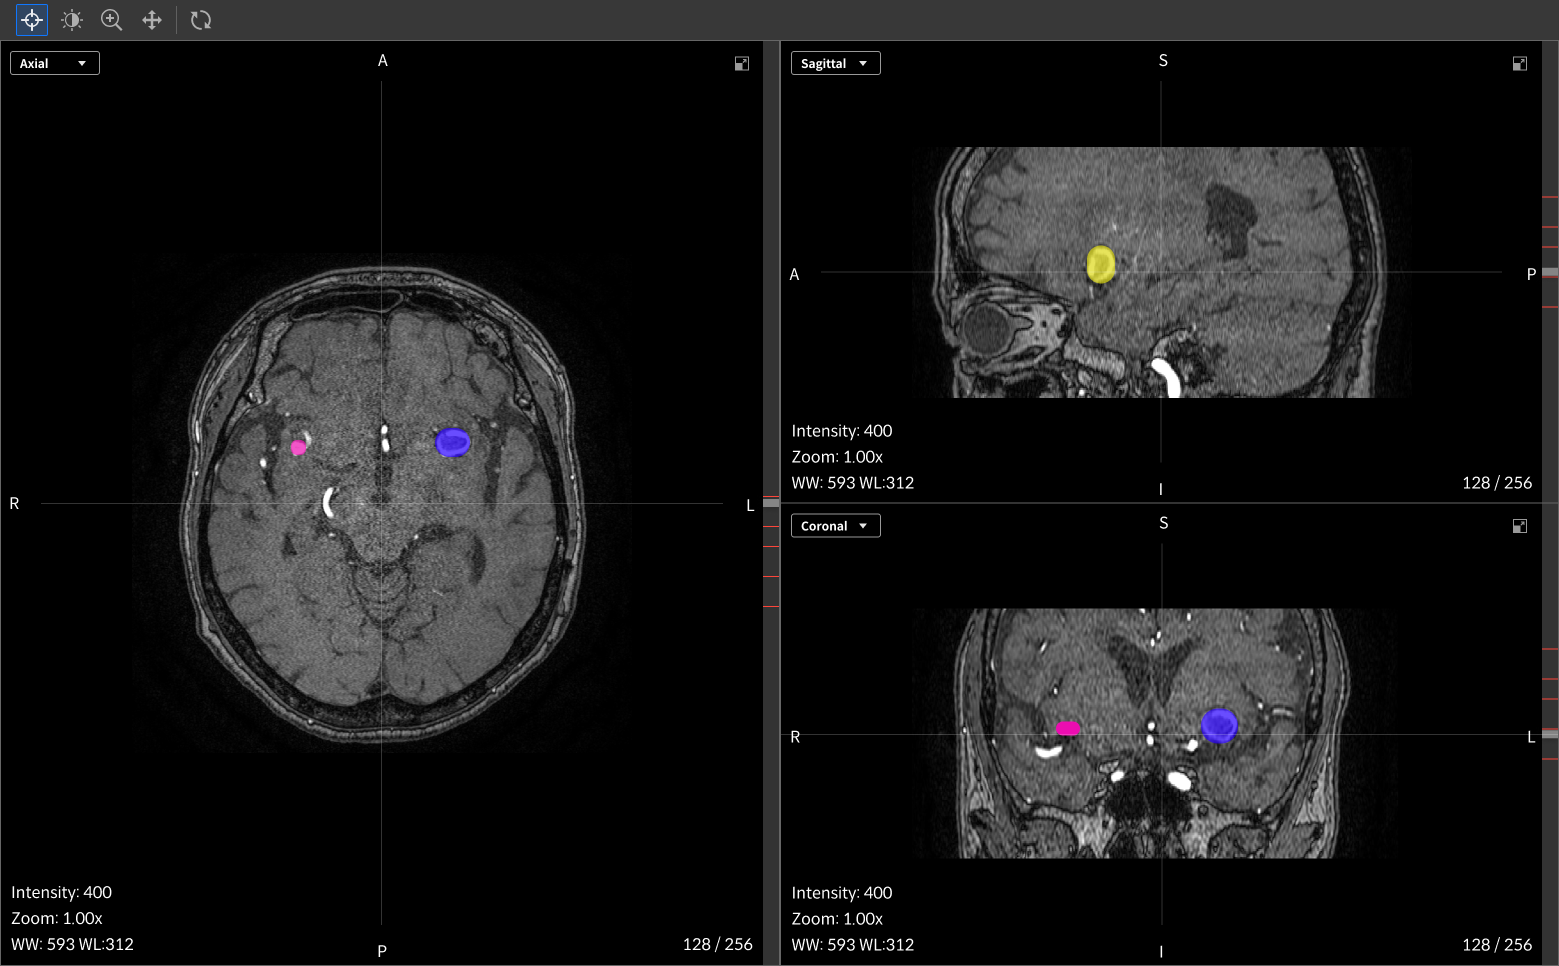 Axial
A
R
L
Intensity: 400
Zoom: 1.00x
WW: 593 WL:312
P
128 / 256
Sagittal
S
A
P
Intensity: 400
Zoom: 1.00x
WW: 593 WL:312
I
128 / 256
Coronal
S
R
L
Intensity: 400
Zoom: 1.00x
WW: 593 WL:312
I
128 / 256